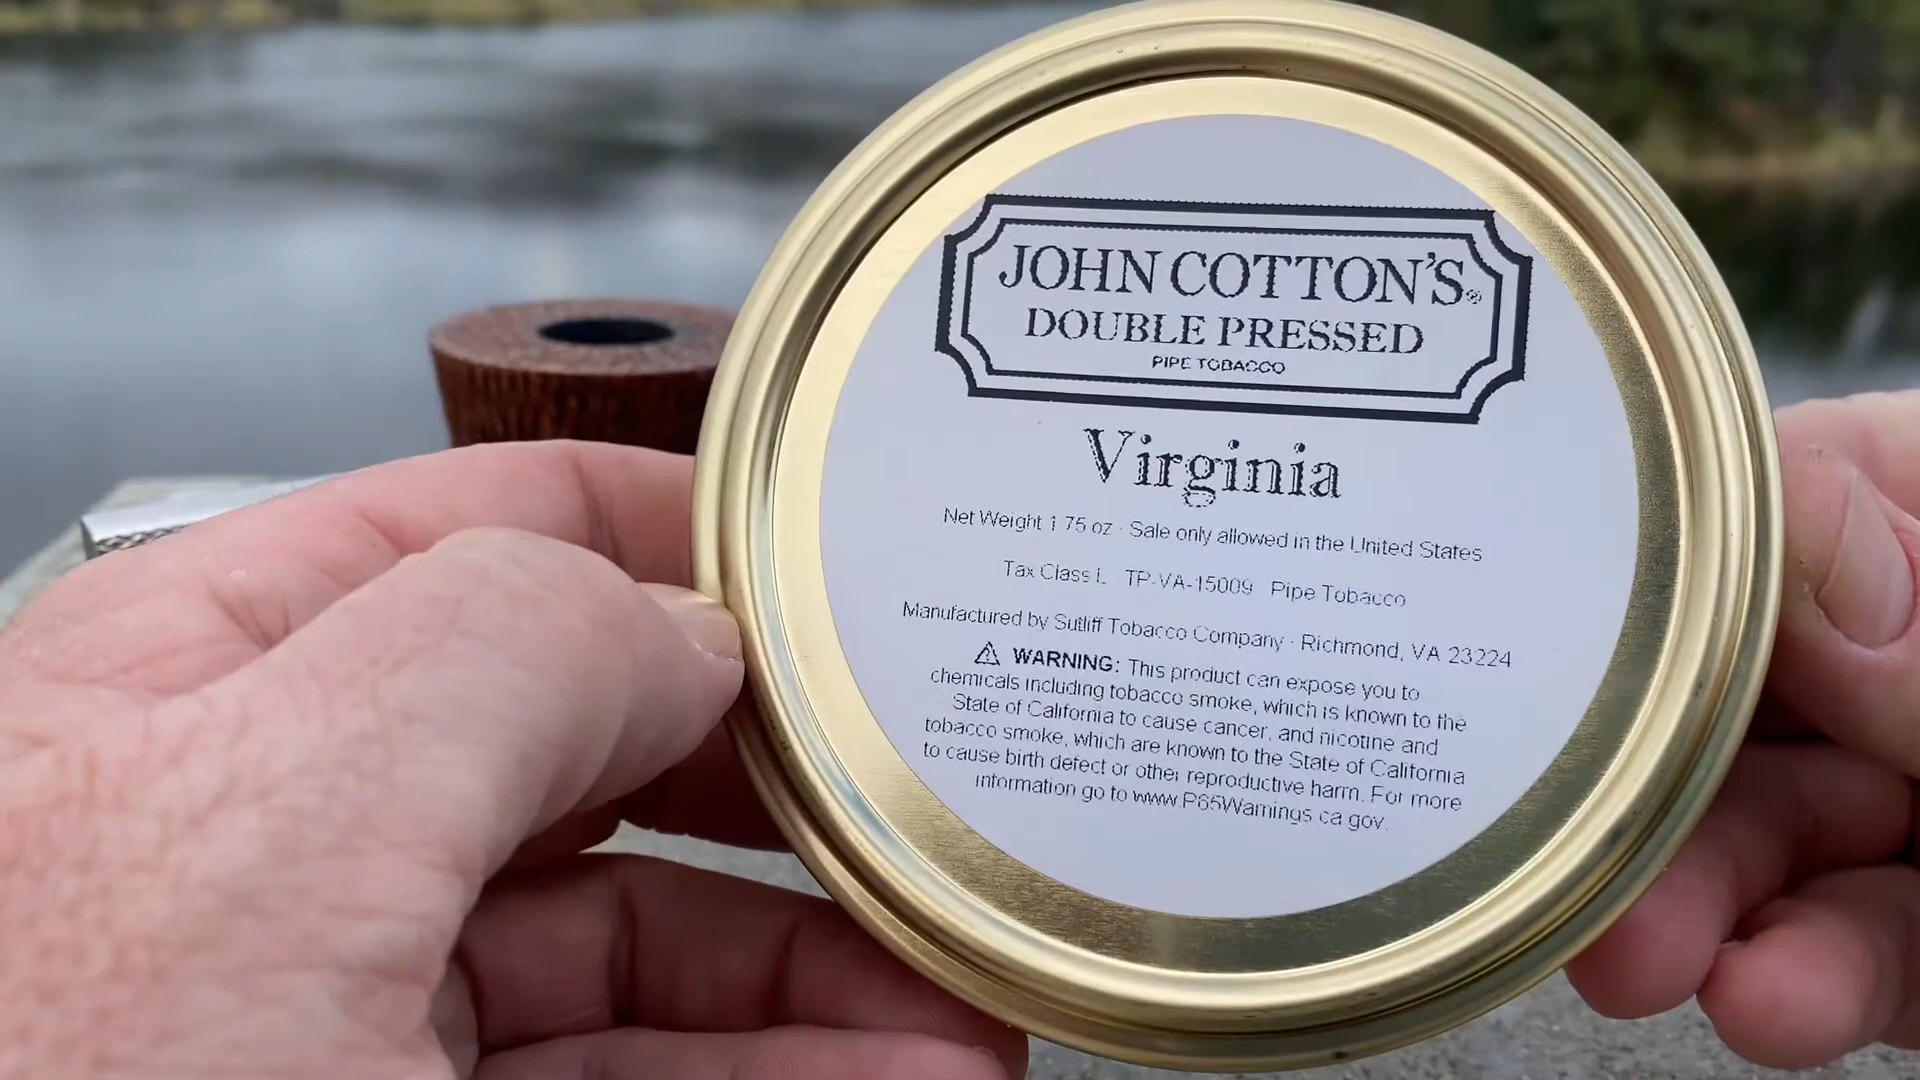 JOHN COTTON'S®
DOUBLE PRESSED
PIPE TOBACCO
Virginia
Net Weight 1.75 oz · Sale only allowed in the United States
Tax Class L TP-VA-15009 Pipe Tobacco
Manufactured by Sutliff Tobacco Company · Richmond, VA 23224
⚠ WARNING: This product can expose you to
chemicals including tobacco smoke, which is known to the
State of California to cause cancer, and nicotine and
tobacco smoke, which are known to the State of California
to cause birth defect or other reproductive harm. For more
information go to www.P65Warnings.ca.gov.